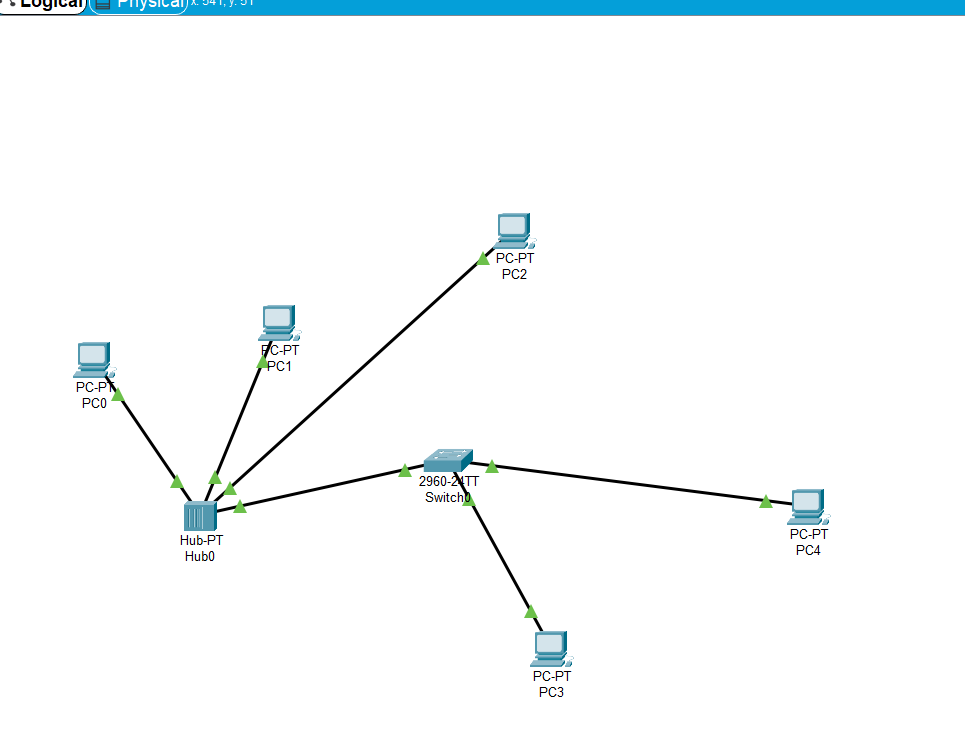 Logical Physical x: 541, y: 51
PC-PT
PC2
PC-PT
PC1
PC-PT
PC0
2960-24TT
Switch0
Hub-PT
Hub0
PC-PT
PC4
PC-PT
PC3